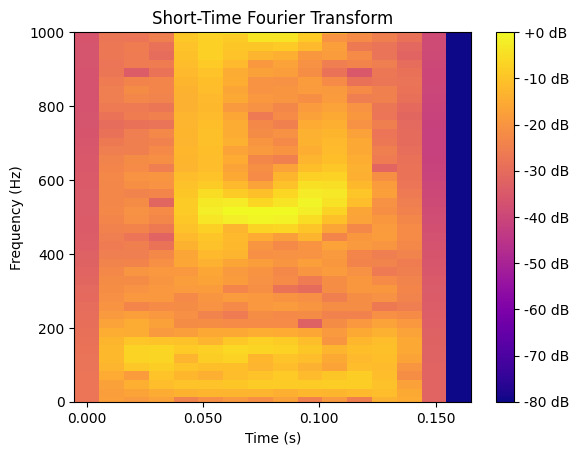 Short-Time Fourier Transform
1000
800
600
400
200
0
Frequency (Hz)
0.000
0.050
0.100
0.150
Time (s)
+0 dB
-10 dB
-20 dB
-30 dB
-40 dB
-50 dB
-60 dB
-70 dB
-80 dB